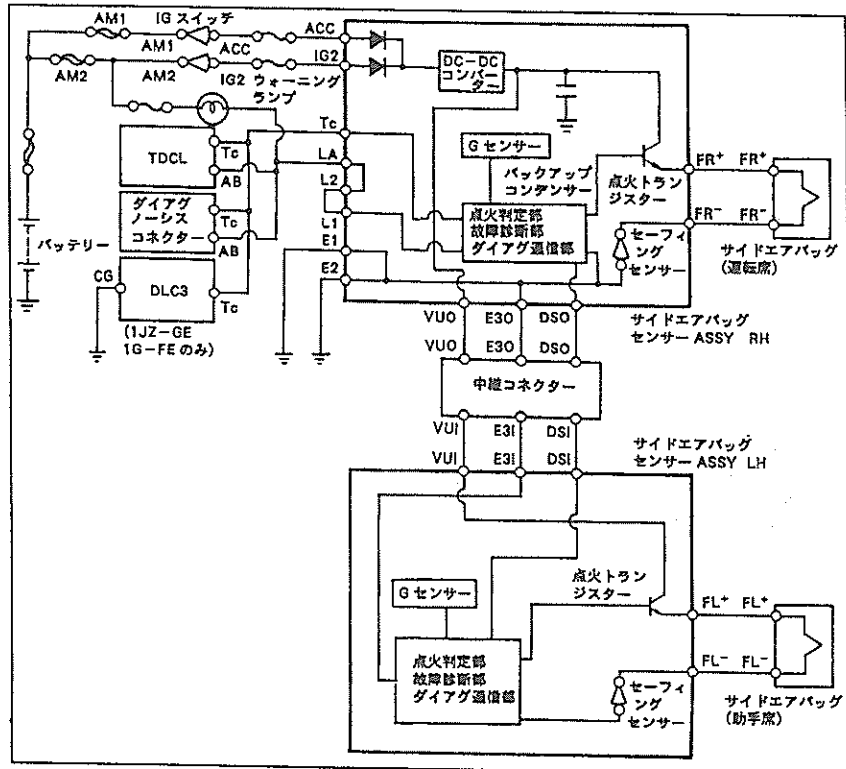 AM1
IG スイッチ
ACC
AM1
ACC
AM2
AM2
IG2
IG2 ウォーニング
ランプ
DC-DC
コンバー
ター
Tc
TDCL
Tc
AB
LA
L2
L1
E1
E2
Gセンサー
バックアップ
コンデンサー
点火トラン
ジスター
点火判定部
故障診断部
ダイアグ通信部
セーフィ
ング
センサー
FR+
FR+
FR-
FR-
サイドエアバッグ
(運転席)
ダイアグ
ノーシス
コネクター
Tc
AB
バッテリー
CG
DLC3
Tc
(1JZ-GE
1G-FEのみ)
VUO
E3O
DSO
サイドエアバッグ
センサー ASSY RH
VUO
E3O
DSO
中継コネクター
VUI
E3I
DSI
サイドエアバッグ
センサー ASSY LH
VUI
E3I
DSI
Gセンサー
点火トラン
ジスター
点火判定部
故障診断部
ダイアグ通信部
セーフィ
ング
センサー
FL+
FL+
FL-
FL-
サイドエアバッグ
(助手席)